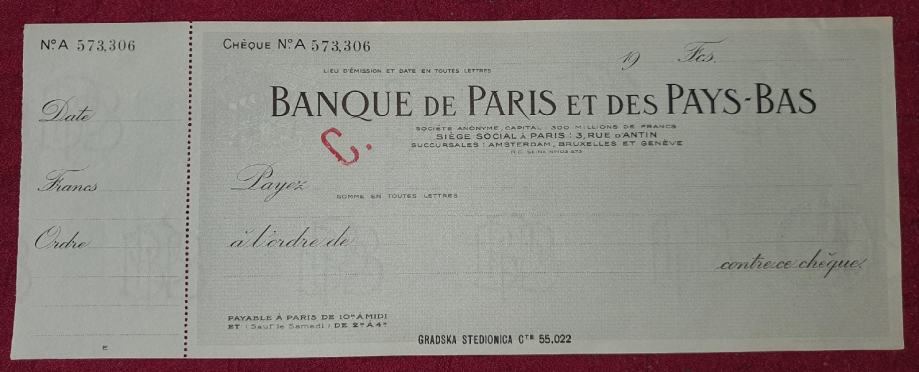 Nº A 573,306
Date
Francs
Ordre
E
CHÈQUE Nº A 573,306
19 Fcs.
LIEU D'ÉMISSION ET DATE EN TOUTES LETTRES
BANQUE DE PARIS ET DES PAYS-BAS
SOCIÉTÉ ANONYME, CAPITAL : 300 MILLIONS DE FRANCS
SIÈGE SOCIAL À PARIS : 3, RUE D'ANTIN
SUCCURSALES : AMSTERDAM, BRUXELLES ET GENÈVE
C.
Payez
SOMME EN TOUTES LETTRES
à l'ordre de
contre ce chèque.
PAYABLE À PARIS DE 10ᴴ À MIDI
ET (Sauf le Samedi) DE 2ᴴ À 4ᴴ
GRADSKA STEDIONICA Cᵀᴱ 55.022